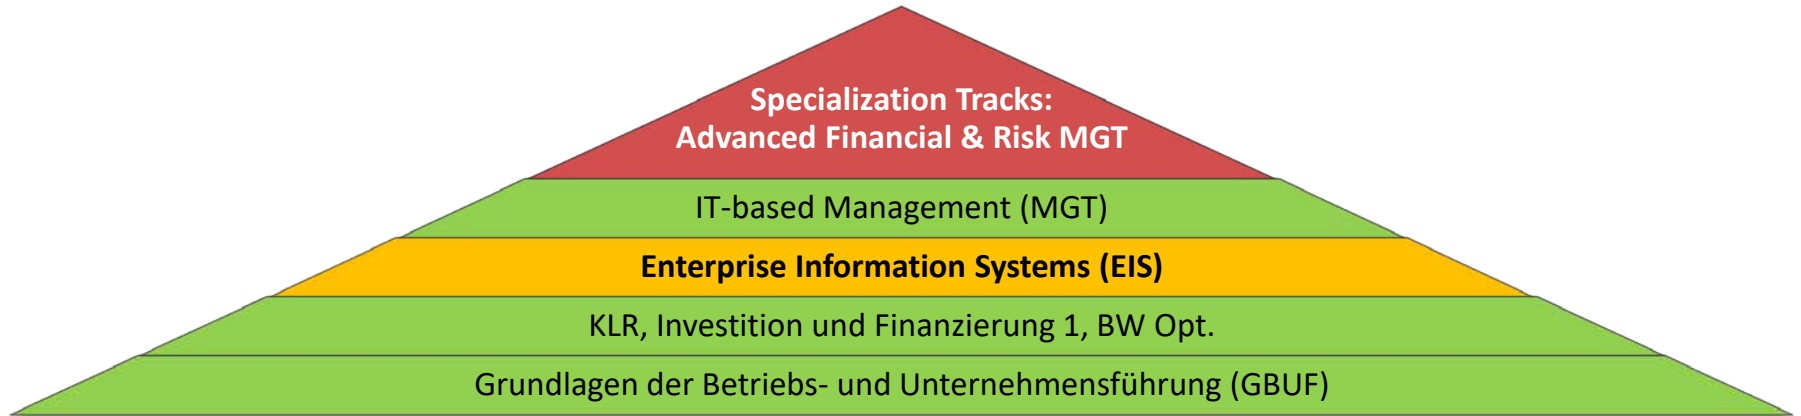 Specialization Tracks:
Advanced Financial & Risk MGT
IT-based Management (MGT)
Enterprise Information Systems (EIS)
KLR, Investition und Finanzierung 1, BW Opt.
Grundlagen der Betriebs- und Unternehmensführung (GBUF)